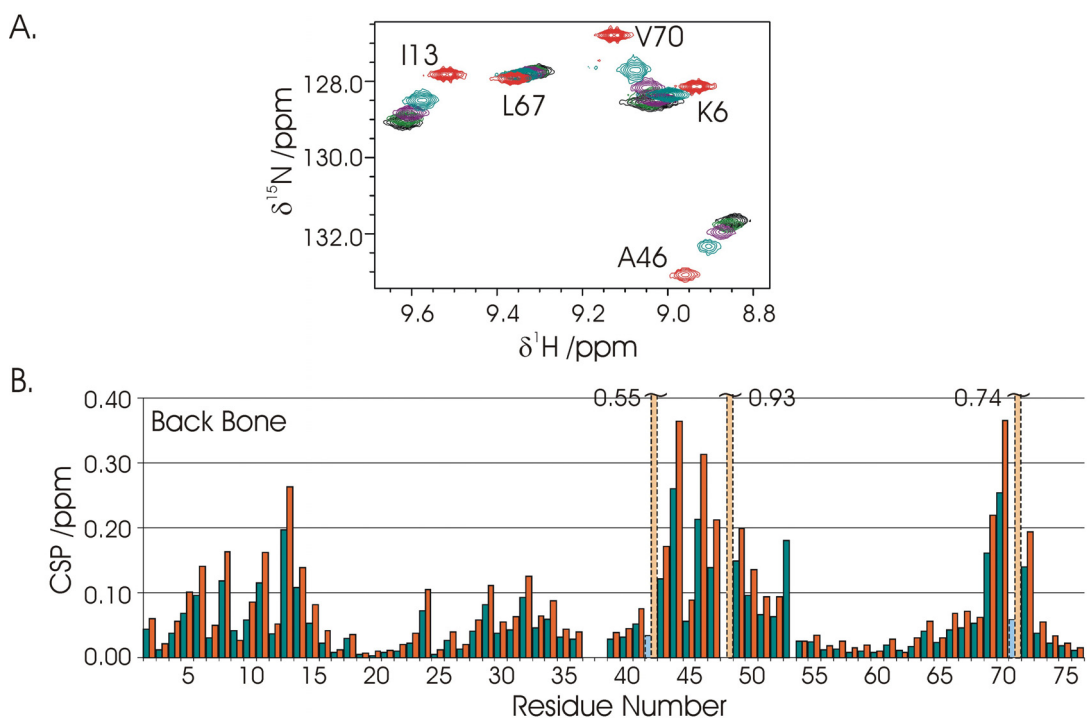 A.
V70
I13
128.0
L67
K6
130.0
132.0
A46
δ15N /ppm
9.6 9.4 9.2 9.0 8.8
δ1H /ppm
B.
0.40
0.55 0.93 0.74
Back Bone
0.30
0.20
0.10
0.00
CSP /ppm
5 10 15 20 25 30 35 40 45 50 55 60 65 70 75
Residue Number